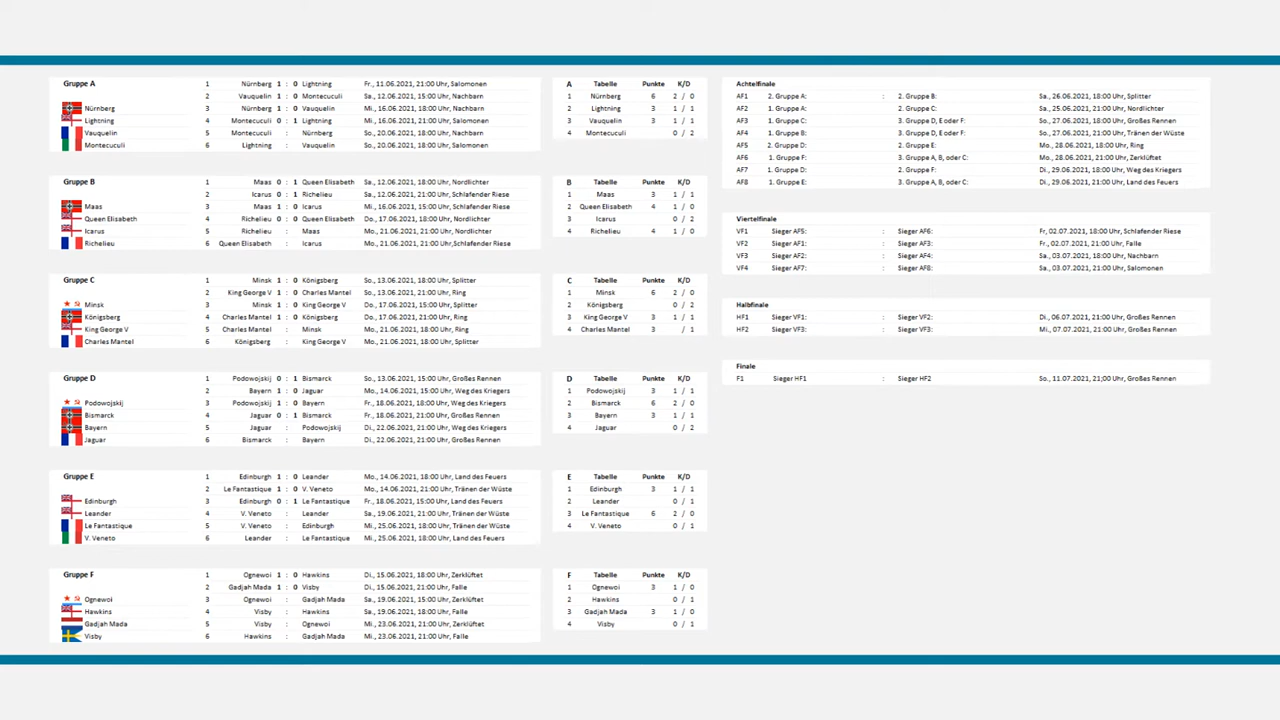 Gruppe A
1 Nürnberg 1 : 0 Lightning Fr., 11.06.2021, 21:00 Uhr, Salomonen
2 Vauquelin 1 : 0 Montecuculi Sa., 12.06.2021, 15:00 Uhr, Nachbarn
Nürnberg 3 Nürnberg 1 : 0 Vauquelin Mi., 16.06.2021, 18:00 Uhr, Nachbarn
Lightning 4 Montecuculi 0 : 1 Lightning Mi., 16.06.2021, 21:00 Uhr, Salomonen
Vauquelin 5 Montecuculi : Nürnberg So., 20.06.2021, 18:00 Uhr, Nachbarn
Montecuculi 6 Lightning : Vauquelin So., 20.06.2021, 18:00 Uhr, Salomonen
Gruppe B 1 Maas 0 : 1 Queen Elisabeth Sa., 12.06.2021, 18:00 Uhr, Nordlichter
2 Icarus 0 : 1 Richelieu Sa., 12.06.2021, 21:00 Uhr, Schlafender Riese
Maas 3 Maas 1 : 0 Icarus Mi., 16.06.2021, 15:00 Uhr, Schlafender Riese
Queen Elisabeth 4 Richelieu 0 : 0 Queen Elisabeth Do., 17.06.2021, 18:00 Uhr, Nordlichter
Icarus 5 Richelieu : Maas Mo., 21.06.2021, 21:00 Uhr, Nordlichter
Richelieu 6 Queen Elisabeth : Icarus Mo., 21.06.2021, 21:00 Uhr,Schlafender Riese
Gruppe C 1 Minsk 1 : 0 Königsberg So., 13.06.2021, 18:00 Uhr, Splitter
2 King George V 1 : 0 Charles Mantel So., 13.06.2021, 21:00 Uhr, Ring
Minsk 3 Minsk 1 : 0 King George V Do., 17.06.2021, 15:00 Uhr, Splitter
Königsberg 4 Charles Mantel 1 : 0 Königsberg Do., 17.06.2021, 21:00 Uhr, Ring
King George V 5 Charles Mantel : Minsk Mo., 21.06.2021, 18:00 Uhr, Ring
Charles Mantel 6 Königsberg : King George V Mo., 21.06.2021, 18:00 Uhr, Splitter
Gruppe D 1 Podowojskij 0 : 1 Bismarck So., 13.06.2021, 15:00 Uhr, Großes Rennen
2 Bayern 1 : 0 Jaguar Mo., 14.06.2021, 15:00 Uhr, Weg des Kriegers
Podowojskij 3 Podowojskij 1 : 0 Bayern Fr., 18.06.2021, 18:00 Uhr, Weg des Kriegers
Bismarck 4 Jaguar 0 : 1 Bismarck Fr., 18.06.2021, 21:00 Uhr, Großes Rennen
Bayern 5 Jaguar : Podowojskij Di., 22.06.2021, 21:00 Uhr, Weg des Kriegers
Jaguar 6 Bismarck : Bayern Di., 22.06.2021, 21:00 Uhr, Großes Rennen
Gruppe E 1 Edinburgh 1 : 0 Leander Mo., 14.06.2021, 18:00 Uhr, Land des Feuers
2 Le Fantastique 1 : 0 V. Veneto Mo., 14.06.2021, 21:00 Uhr, Tränen der Wüste
Edinburgh 3 Edinburgh 0 : 1 Le Fantastique Fr., 18.06.2021, 15:00 Uhr, Land des Feuers
Leander 4 V. Veneto : Leander Sa., 19.06.2021, 21:00 Uhr, Tränen der Wüste
Le Fantastique 5 V. Veneto : Edinburgh Mi., 25.06.2021, 18:00 Uhr, Tränen der Wüste
V. Veneto 6 Leander : Le Fantastique Mi., 25.06.2021, 18:00 Uhr, Land des Feuers
Gruppe F 1 Ognewoi 1 : 0 Hawkins Di., 15.06.2021, 18:00 Uhr, Zerklüftet
2 Gadjah Mada 1 : 0 Visby Di., 15.06.2021, 21:00 Uhr, Falle
Ognewoi 3 Ognewoi : Gadjah Mada Sa., 19.06.2021, 15:00 Uhr, Zerklüftet
Hawkins 4 Visby : Hawkins Sa., 19.06.2021, 18:00 Uhr, Falle
Gadjah Mada 5 Visby : Ognewoi Mi., 23.06.2021, 21:00 Uhr, Zerklüftet
Visby 6 Hawkins : Gadjah Mada Mi., 23.06.2021, 21:00 Uhr, Falle
A Tabelle Punkte K/D
1 Nürnberg 6 2 / 0
2 Lightning 3 1 / 1
3 Vauquelin 3 1 / 1
4 Montecuculi 0 / 2
B Tabelle Punkte K/D
1 Maas 3 1 / 1
2 Queen Elisabeth 4 1 / 0
3 Icarus 0 / 2
4 Richelieu 4 1 / 0
C Tabelle Punkte K/D
1 Minsk 6 2 / 0
2 Königsberg 0 / 2
3 King George V 3 1 / 1
4 Charles Mantel 3 / 1
D Tabelle Punkte K/D
1 Podowojskij 3 1 / 1
2 Bismarck 6 2 / 0
3 Bayern 3 1 / 1
4 Jaguar 0 / 2
E Tabelle Punkte K/D
1 Edinburgh 3 1 / 1
2 Leander 0 / 1
3 Le Fantastique 6 2 / 0
4 V. Veneto 0 / 1
F Tabelle Punkte K/D
1 Ognewoi 3 1 / 0
2 Hawkins 0 / 1
3 Gadjah Mada 3 1 / 0
4 Visby 0 / 1
Achtelfinale
AF1 2. Gruppe A: : 2. Gruppe B: Sa., 26.06.2021, 18:00 Uhr, Splitter
AF2 1. Gruppe A: 2. Gruppe C: Sa., 25.06.2021, 21:00 Uhr, Nordlichter
AF3 1. Gruppe C: 3. Gruppe D, E oder F: So., 27.06.2021, 18:00 Uhr, Großes Rennen
AF4 1. Gruppe B: 3. Gruppe D, E oder F: So., 27.06.2021, 18:00 Uhr, Tränen der Wüste
AF5 2. Gruppe D: 2. Gruppe E: Mo., 28.06.2021, 18:00 Uhr, Ring
AF6 1. Gruppe F: 3. Gruppe A, B, oder C: Mo., 28.06.2021, 21:00 Uhr, Zerklüftet
AF7 1. Gruppe D: 2. Gruppe F: Di., 29.06.2021, 18:00 Uhr, Weg des Kriegers
AF8 1. Gruppe E: 3. Gruppe A, B, oder C: Di., 29.06.2021, 21:00 Uhr, Land des Feuers
Viertelfinale
VF1 Sieger AF5: : Sieger AF6: Fr, 02.07.2021, 18:00 Uhr, Schlafender Riese
VF2 Sieger AF1: : Sieger AF3: Fr., 02.07.2021, 21:00 Uhr, Falle
VF3 Sieger AF2: : Sieger AF4: Sa., 03.07.2021, 18:00 Uhr, Nachbarn
VF4 Sieger AF7: : Sieger AF8: Sa., 03.07.2021, 21:00 Uhr, Salomonen
Halbfinale
HF1 Sieger VF1: : Sieger VF2: Di., 06.07.2021, 21:00 Uhr, Großes Rennen
HF2 Sieger VF3: : Sieger VF3: Mi., 07.07.2021, 21:00 Uhr, Großes Rennen
Finale
F1 Sieger HF1 : Sieger HF2 So., 11.07.2021, 21;00 Uhr, Großes Rennen